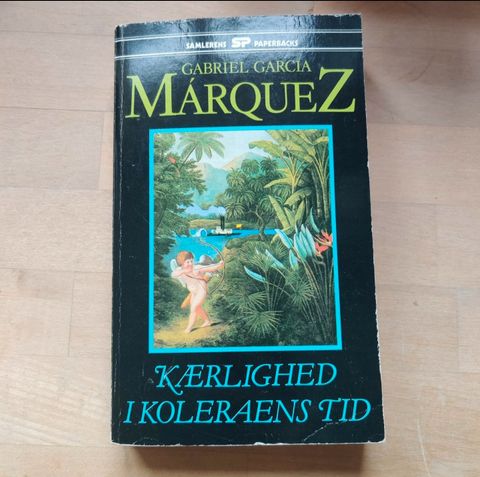 SAMLERENS SP PAPERBACKS
GABRIEL GARCIA
MÁRQUEZ
KÆRLIGHED
I KOLERAENS TID